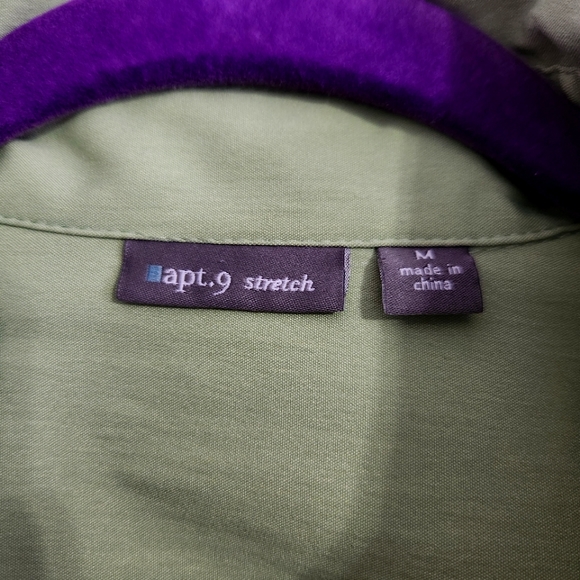 apt.9 stretch
M
made in
china